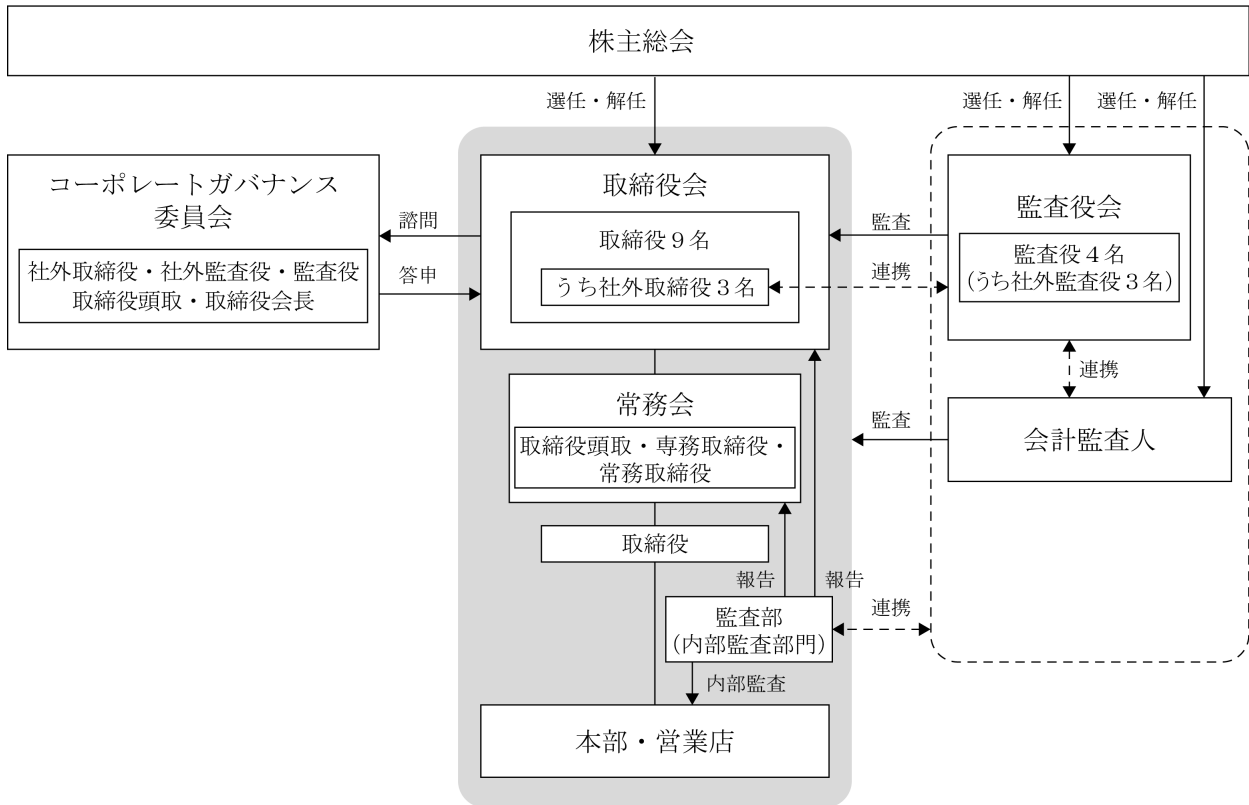 株主総会
選任・解任
選任・解任
選任・解任
コーポレートガバナンス
委員会
社外取締役・社外監査役・監査役
取締役頭取・取締役会長
諮問
答申
取締役会
取締役9名
うち社外取締役3名
監査
連携
監査役会
監査役4名
(うち社外監査役3名)
連携
常務会
取締役頭取・専務取締役・
常務取締役
監査
会計監査人
取締役
報告
報告
監査部
(内部監査部門)
連携
内部監査
本部・営業店